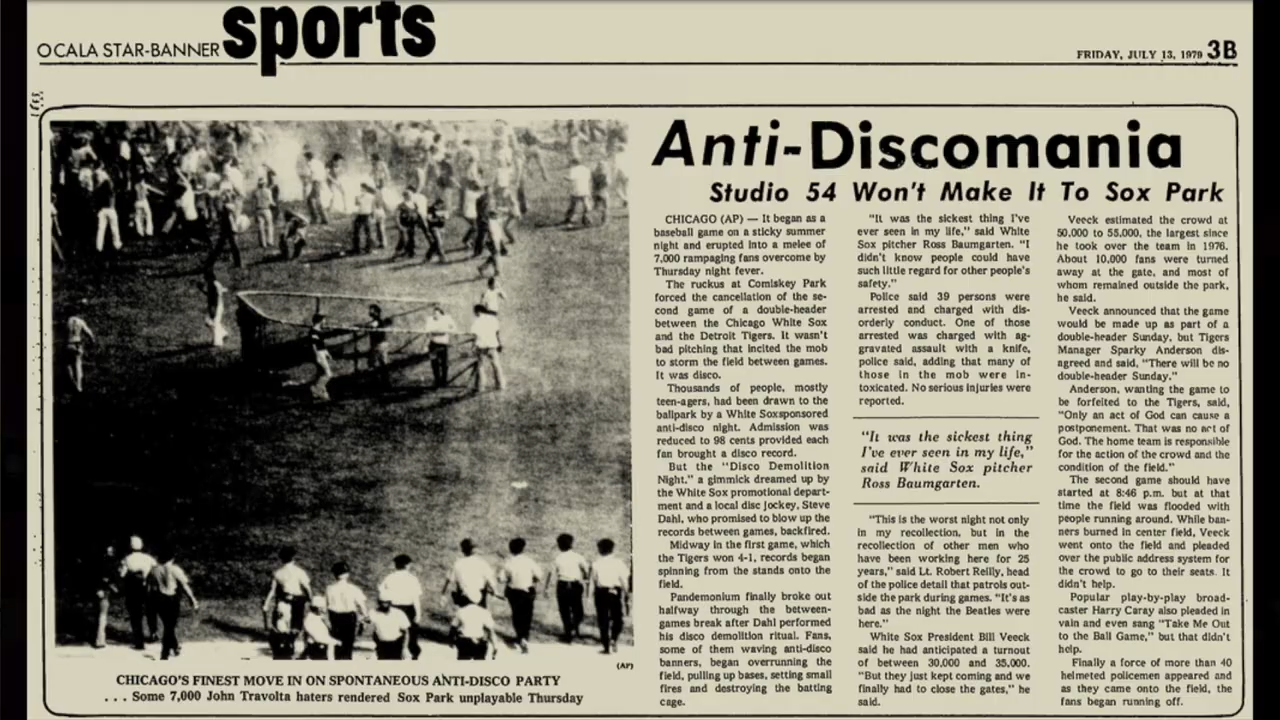 OCALA STAR-BANNER sports
FRIDAY, JULY 13, 1979 3B
Anti-Discomania
Studio 54 Won't Make It To Sox Park
CHICAGO (AP) — It began as a
baseball game on a sticky summer
night and erupted into a melee of
7,000 rampaging fans overcome by
Thursday night fever.
The ruckus at Comiskey Park
forced the cancellation of the se-
cond game of a double-header
between the Chicago White Sox
and the Detroit Tigers. It wasn't
bad pitching that incited the mob
to storm the field between games.
It was disco.
Thousands of people, mostly
teen-agers, had been drawn to the
ballpark by a White Soxsponsored
anti-disco night. Admission was
reduced to 98 cents provided each
fan brought a disco record.
But the "Disco Demolition
Night," a gimmick dreamed up by
the White Sox promotional depart-
ment and a local disc jockey, Steve
Dahl, who promised to blow up the
records between games, backfired.
Midway in the first game, which
the Tigers won 4-1, records began
spinning from the stands onto the
field.
Pandemonium finally broke out
halfway through the between-
games break after Dahl performed
his disco demolition ritual. Fans,
some of them waving anti-disco
banners, began overrunning the
field, pulling up bases, setting small
fires and destroying the batting
cage.
"It was the sickest thing I've
ever seen in my life," said White
Sox pitcher Ross Baumgarten. "I
didn't know people could have
such little regard for other people's
safety."
Police said 39 persons were
arrested and charged with dis-
orderly conduct. One of those
arrested was charged with ag-
gravated assault with a knife,
police said, adding that many of
those in the mob were in-
toxicated. No serious injuries were
reported.
"It was the sickest thing
I've ever seen in my life,"
said White Sox pitcher
Ross Baumgarten.
"This is the worst night not only
in my recollection, but in the
recollection of other men who
have been working here for 25
years," said Lt. Robert Reilly, head
of the police detail that patrols out-
side the park during games. "It's as
bad as the night the Beatles were
here."
White Sox President Bill Veeck
said he had anticipated a turnout
of between 30,000 and 35,000.
"But they just kept coming and we
finally had to close the gates," he
said.
Veeck estimated the crowd at
50,000 to 55,000, the largest since
he took over the team in 1976.
About 10,000 fans were turned
away at the gate, and most of
whom remained outside the park,
he said.
Veeck announced that the game
would be made up as part of a
double-header Sunday, but Tigers
Manager Sparky Anderson dis-
agreed and said, "There will be no
double-header Sunday."
Anderson, wanting the game to
be forfeited to the Tigers, said,
"Only an act of God can cause a
postponement. That was no act of
God. The home team is responsible
for the action of the crowd and the
condition of the field."
The second game should have
started at 8:46 p.m. but at that
time the field was flooded with
people running around. While ban-
ners burned in center field, Veeck
went onto the field and pleaded
over the public address system for
the crowd to go to their seats. It
didn't help.
Popular play-by-play broad-
caster Harry Caray also pleaded in
vain and even sang "Take Me Out
to the Ball Game," but that didn't
help.
Finally a force of more than 40
helmeted policemen appeared and
as they came onto the field, the
fans began running off.
(AP)
CHICAGO'S FINEST MOVE IN ON SPONTANEOUS ANTI-DISCO PARTY
. . . Some 7,000 John Travolta haters rendered Sox Park unplayable Thursday